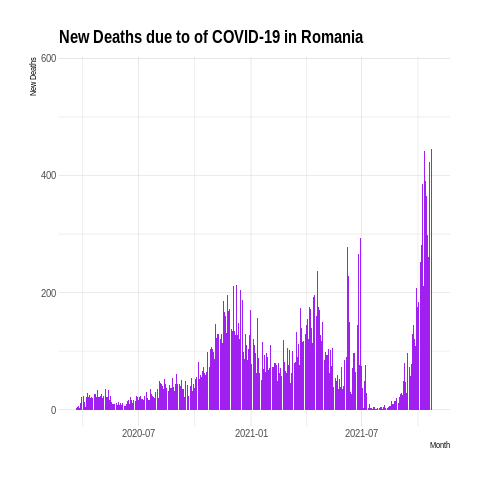 New Deaths due to of COVID-19 in Romania
New Deaths
600
400
200
0
2020-07
2021-01
2021-07
Month